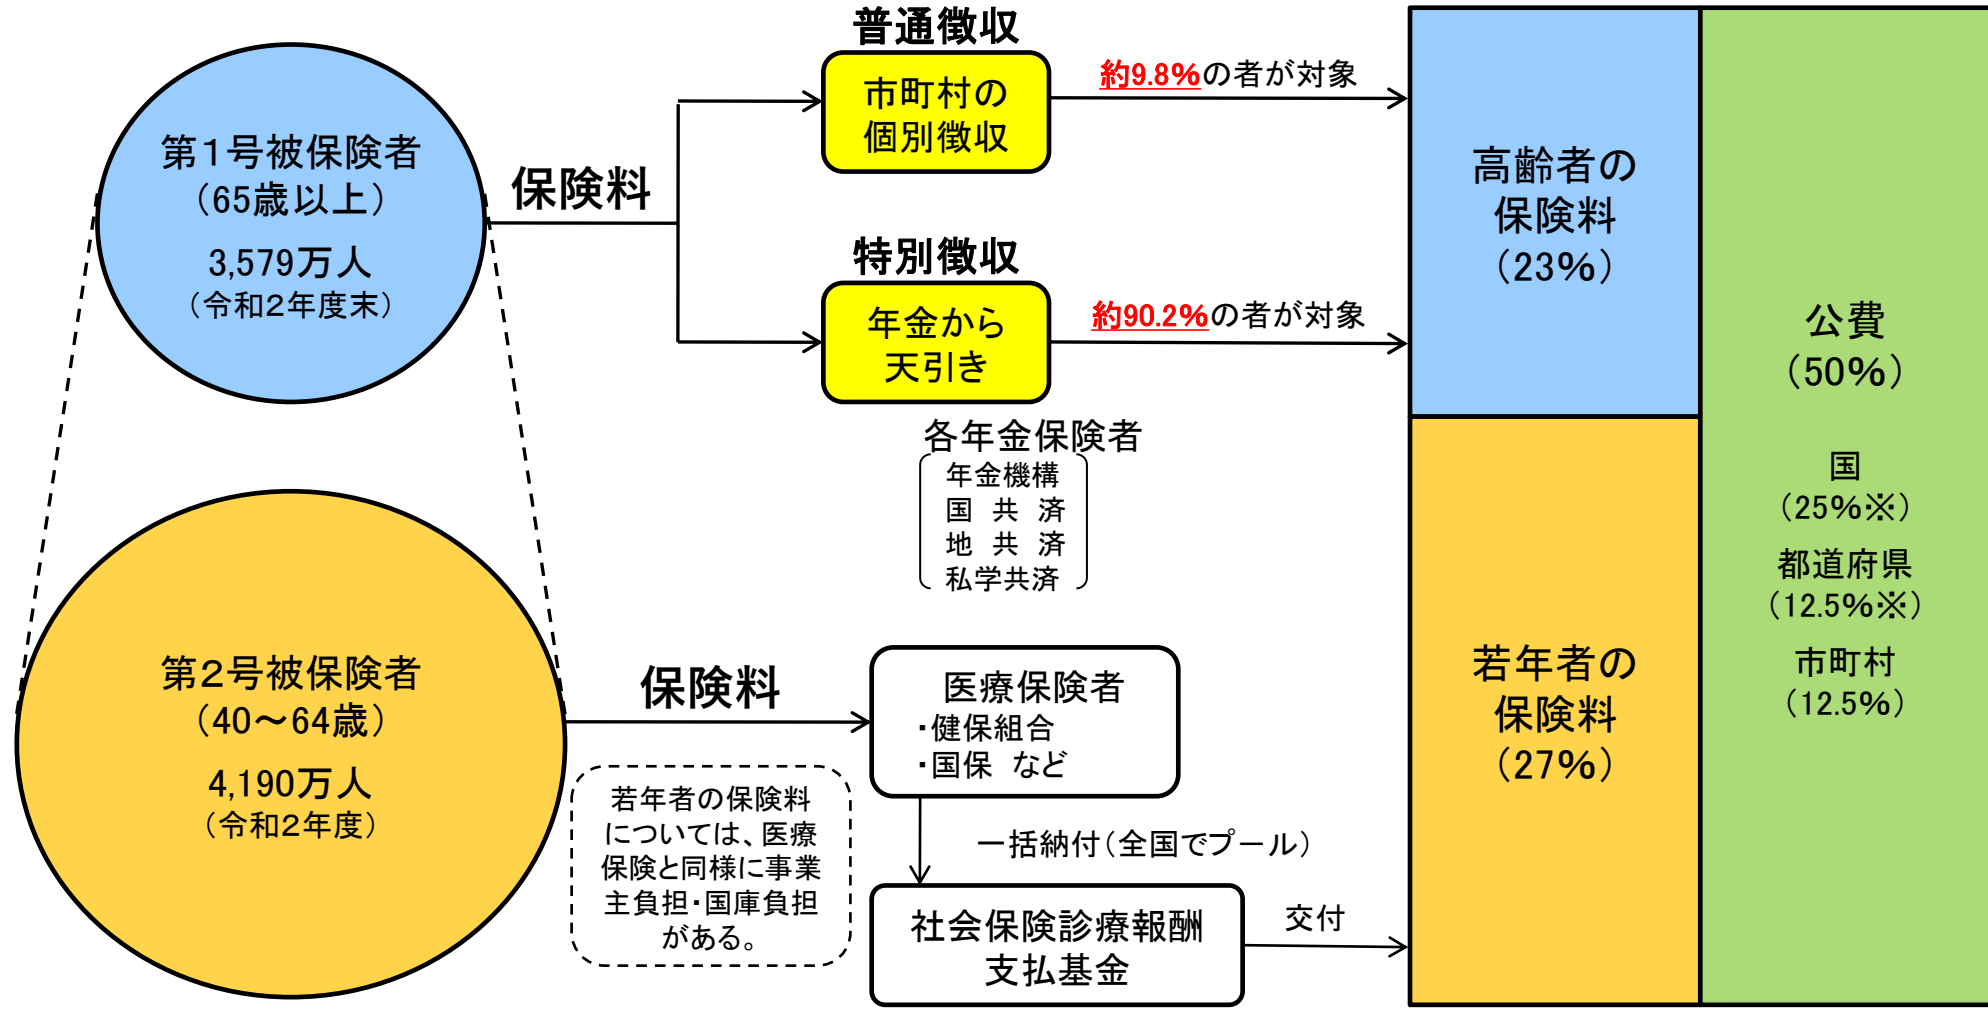 第１号被保険者
（65歳以上）
3,579万人
（令和２年度末）
保険料
普通徴収
市町村の
個別徴収
約9.8％の者が対象
特別徴収
年金から
天引き
約90.2％の者が対象
各年金保険者
年金機構
国　共　済
地　共　済
私学共済
第２号被保険者
（40～64歳）
4,190万人
（令和２年度）
保険料
若年者の保険料
については、医療
保険と同様に事業
主負担・国庫負担
がある。
医療保険者
・健保組合
・国保 など
一括納付（全国でプール）
社会保険診療報酬
支払基金
交付
高齢者の
保険料
（23％）
若年者の
保険料
（27％）
公費
（50％）
国
（25％※）
都道府県
（12.5％※）
市町村
（12.5％）